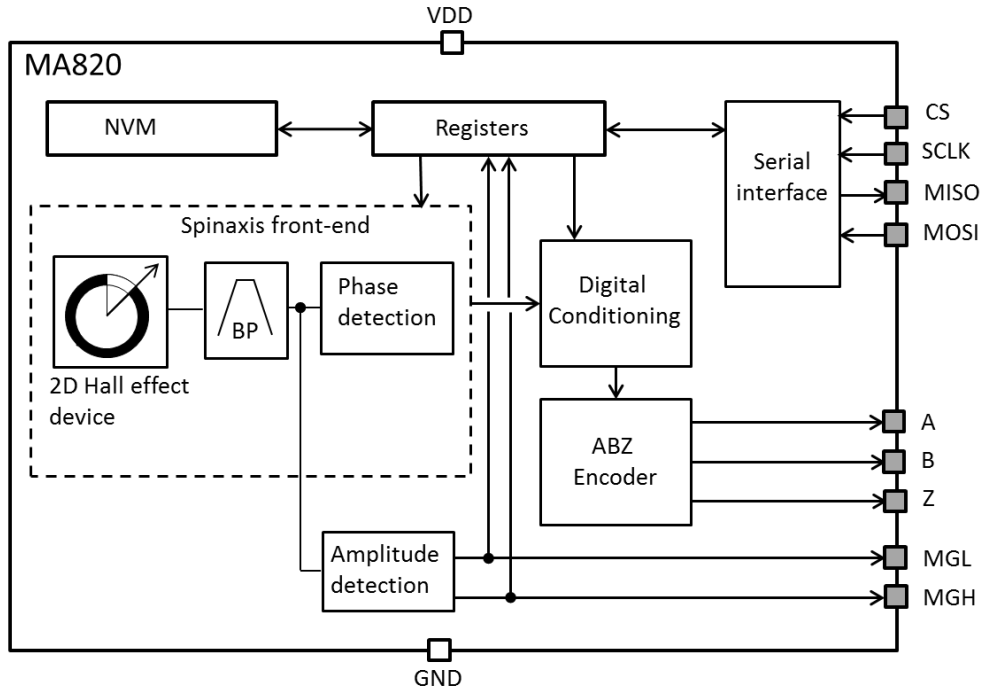 VDD
MA820
NVM
Registers
Serial
interface
CS
SCLK
MISO
MOSI
Spinaxis front-end
2D Hall effect
device
BP
Phase
detection
Digital
Conditioning
ABZ
Encoder
A
B
Z
Amplitude
detection
MGL
MGH
GND